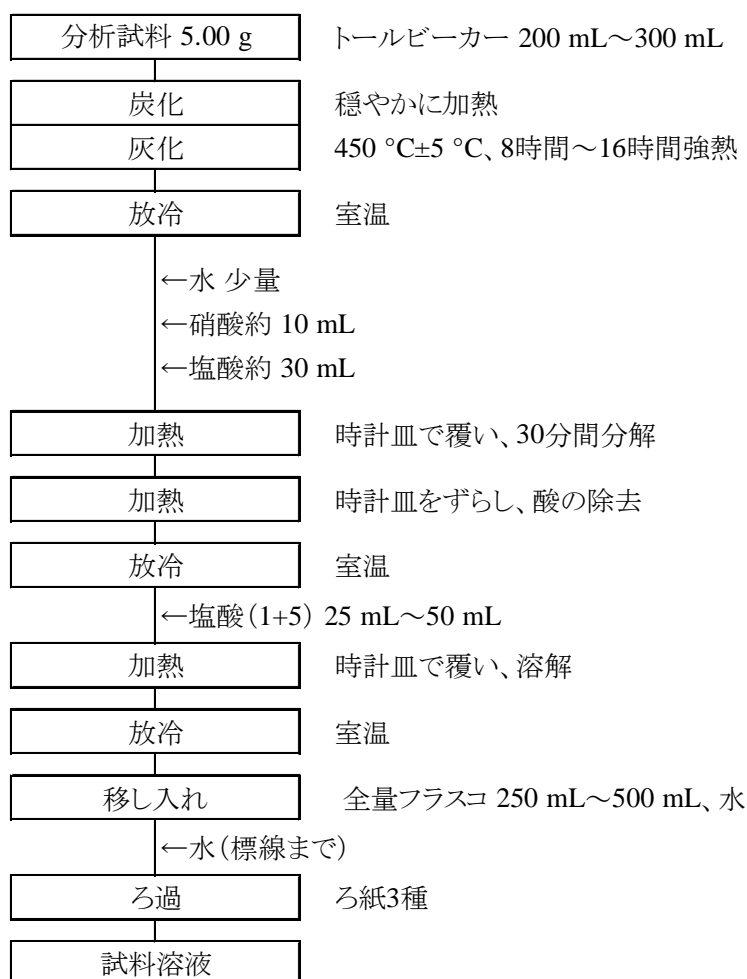 分析試料 5.00 g トールビーカー 200 mL～300 mL
炭化 穏やかに加熱
灰化 450 °C±5 °C、8時間～16時間強熱
放冷 室温
←水 少量
←硝酸約 10 mL
←塩酸約 30 mL
加熱 時計皿で覆い、30分間分解
加熱 時計皿をずらし、酸の除去
放冷 室温
←塩酸（1+5） 25 mL～50 mL
加熱 時計皿で覆い、溶解
放冷 室温
移し入れ 全量フラスコ 250 mL～500 mL、水
←水（標線まで）
ろ過 ろ紙3種
試料溶液